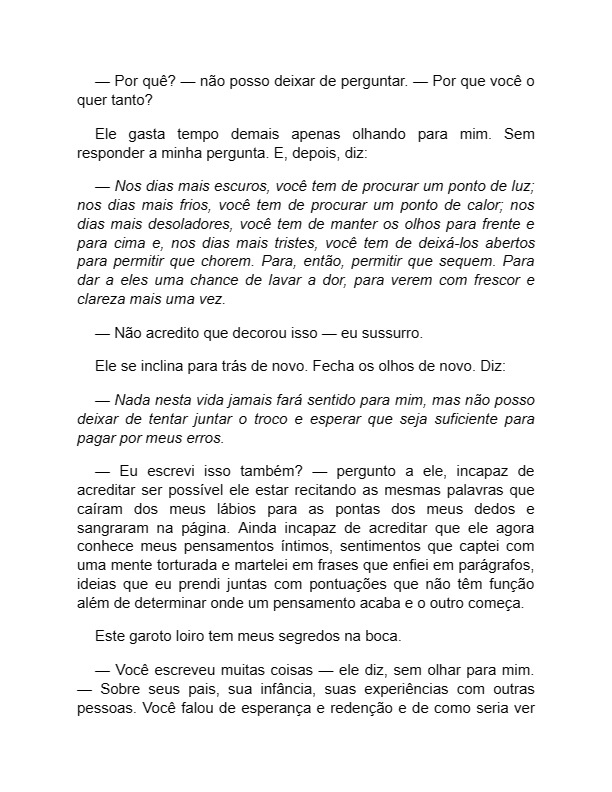 — Por quê? — não posso deixar de perguntar. — Por que você o
quer tanto?
Ele gasta tempo demais apenas olhando para mim. Sem
responder a minha pergunta. E, depois, diz:
— Nos dias mais escuros, você tem de procurar um ponto de luz;
nos dias mais frios, você tem de procurar um ponto de calor; nos
dias mais desoladores, você tem de manter os olhos para frente e
para cima e, nos dias mais tristes, você tem de deixá-los abertos
para permitir que chorem. Para, então, permitir que sequem. Para
dar a eles uma chance de lavar a dor, para verem com frescor e
clareza mais uma vez.
— Não acredito que decorou isso — eu sussurro.
Ele se inclina para trás de novo. Fecha os olhos de novo. Diz:
— Nada nesta vida jamais fará sentido para mim, mas não posso
deixar de tentar juntar o troco e esperar que seja suficiente para
pagar por meus erros.
— Eu escrevi isso também? — pergunto a ele, incapaz de
acreditar ser possível ele estar recitando as mesmas palavras que
caíram dos meus lábios para as pontas dos meus dedos e
sangraram na página. Ainda incapaz de acreditar que ele agora
conhece meus pensamentos íntimos, sentimentos que captei com
uma mente torturada e martelei em frases que enfiei em parágrafos,
ideias que eu prendi juntas com pontuações que não têm função
além de determinar onde um pensamento acaba e o outro começa.
Este garoto loiro tem meus segredos na boca.
— Você escreveu muitas coisas — ele diz, sem olhar para mim.
— Sobre seus pais, sua infância, suas experiências com outras
pessoas. Você falou de esperança e redenção e de como seria ver